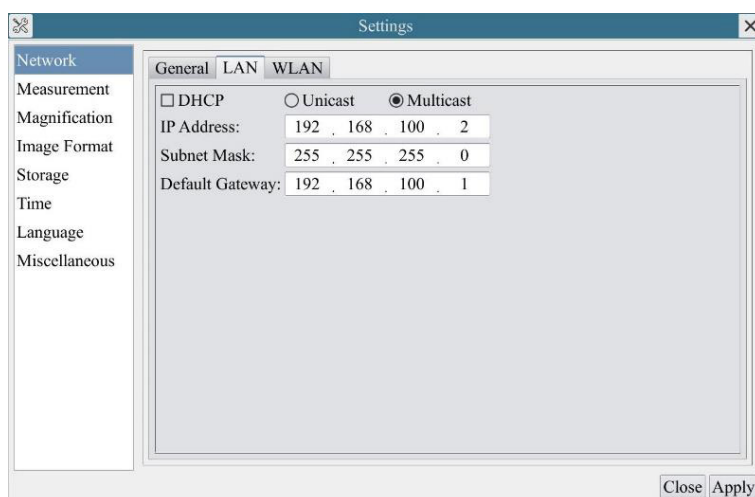 Settings
Network
Measurement
Magnification
Image Format
Storage
Time
Language
Miscellaneous
General LAN WLAN
DHCP Unicast Multicast
IP Address: 192 . 168 . 100 . 2
Subnet Mask: 255 . 255 . 255 . 0
Default Gateway: 192 . 168 . 100 . 1
Close Apply